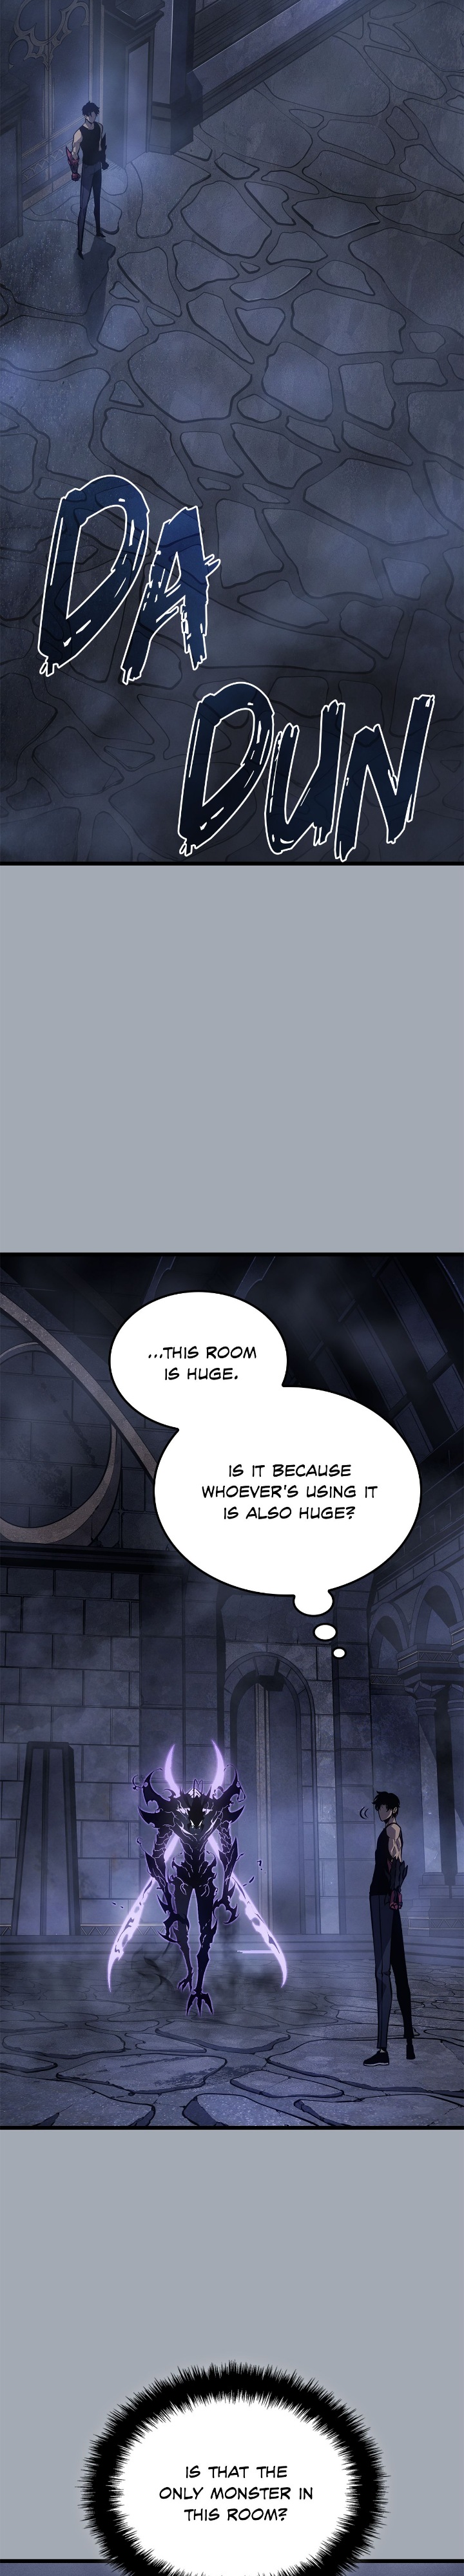 DA
DUN
...THIS ROOM
IS HUGE.
IS IT BECAUSE
WHOEVER'S USING IT
IS ALSO HUGE?
IS THAT THE
ONLY MONSTER IN
THIS ROOM?